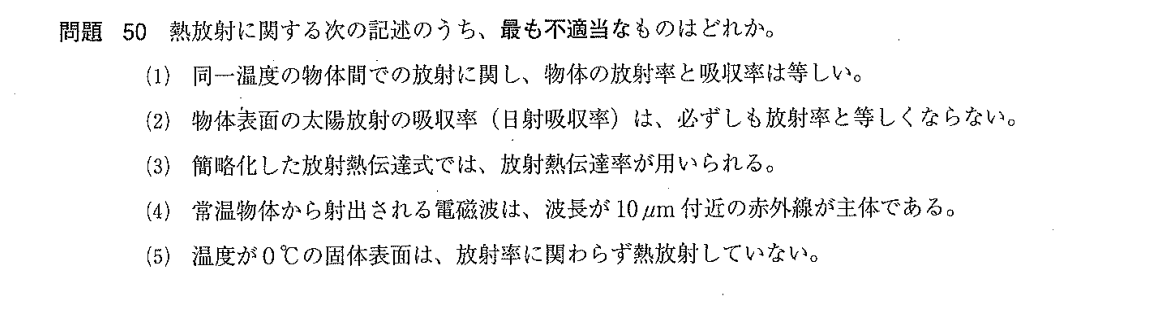 問題 50 熱放射に関する次の記述のうち、最も不適当なものはどれか。
(1) 同一温度の物体間での放射に関し、物体の放射率と吸収率は等しい。
(2) 物体表面の太陽放射の吸収率（日射吸収率）は、必ずしも放射率と等しくならない。
(3) 簡略化した放射熱伝達式では、放射熱伝達率が用いられる。
(4) 常温物体から射出される電磁波は、波長が 10 μm 付近の赤外線が主体である。
(5) 温度が0℃の固体表面は、放射率に関わらず熱放射していない。